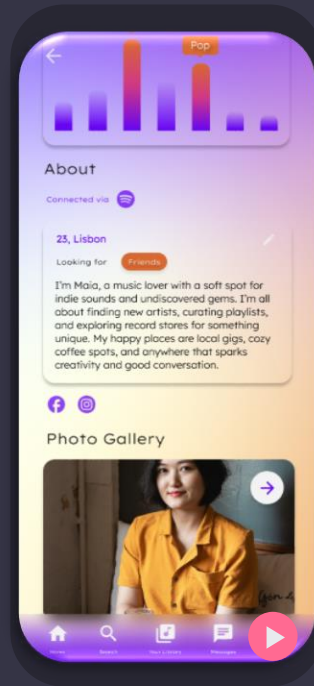 Pop
About
Connected via
23, Lisbon
Looking for Friends
I'm Maia, a music lover with a soft spot for
indie sounds and undiscovered gems. I'm all
about finding new artists, curating playlists,
and exploring record stores for something
unique. My happy places are local gigs, cozy
coffee spots, and anywhere that sparks
creativity and good conversation.
Photo Gallery
Home Search Your Library Messages